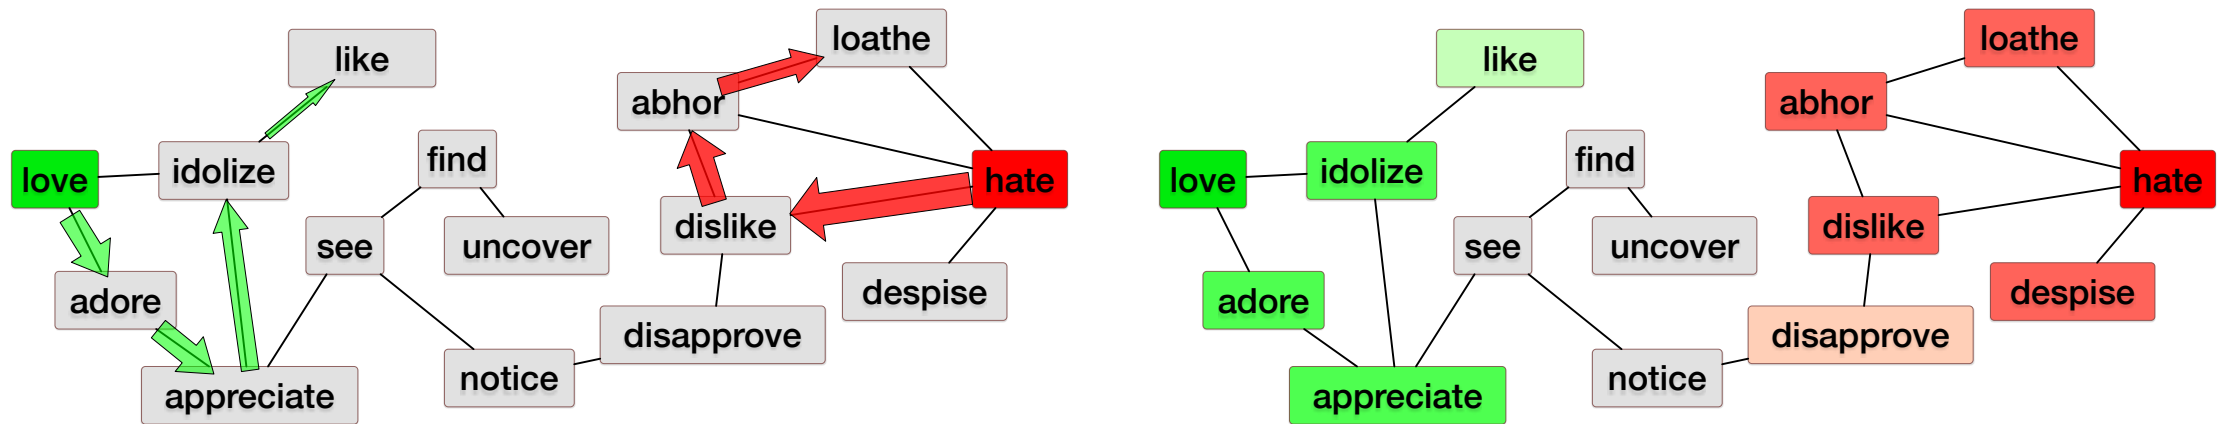 like
loathe
abhor
find
love
idolize
hate
dislike
see
uncover
adore
despise
disapprove
notice
appreciate
like
loathe
abhor
find
love
idolize
hate
dislike
see
uncover
adore
despise
disapprove
notice
appreciate